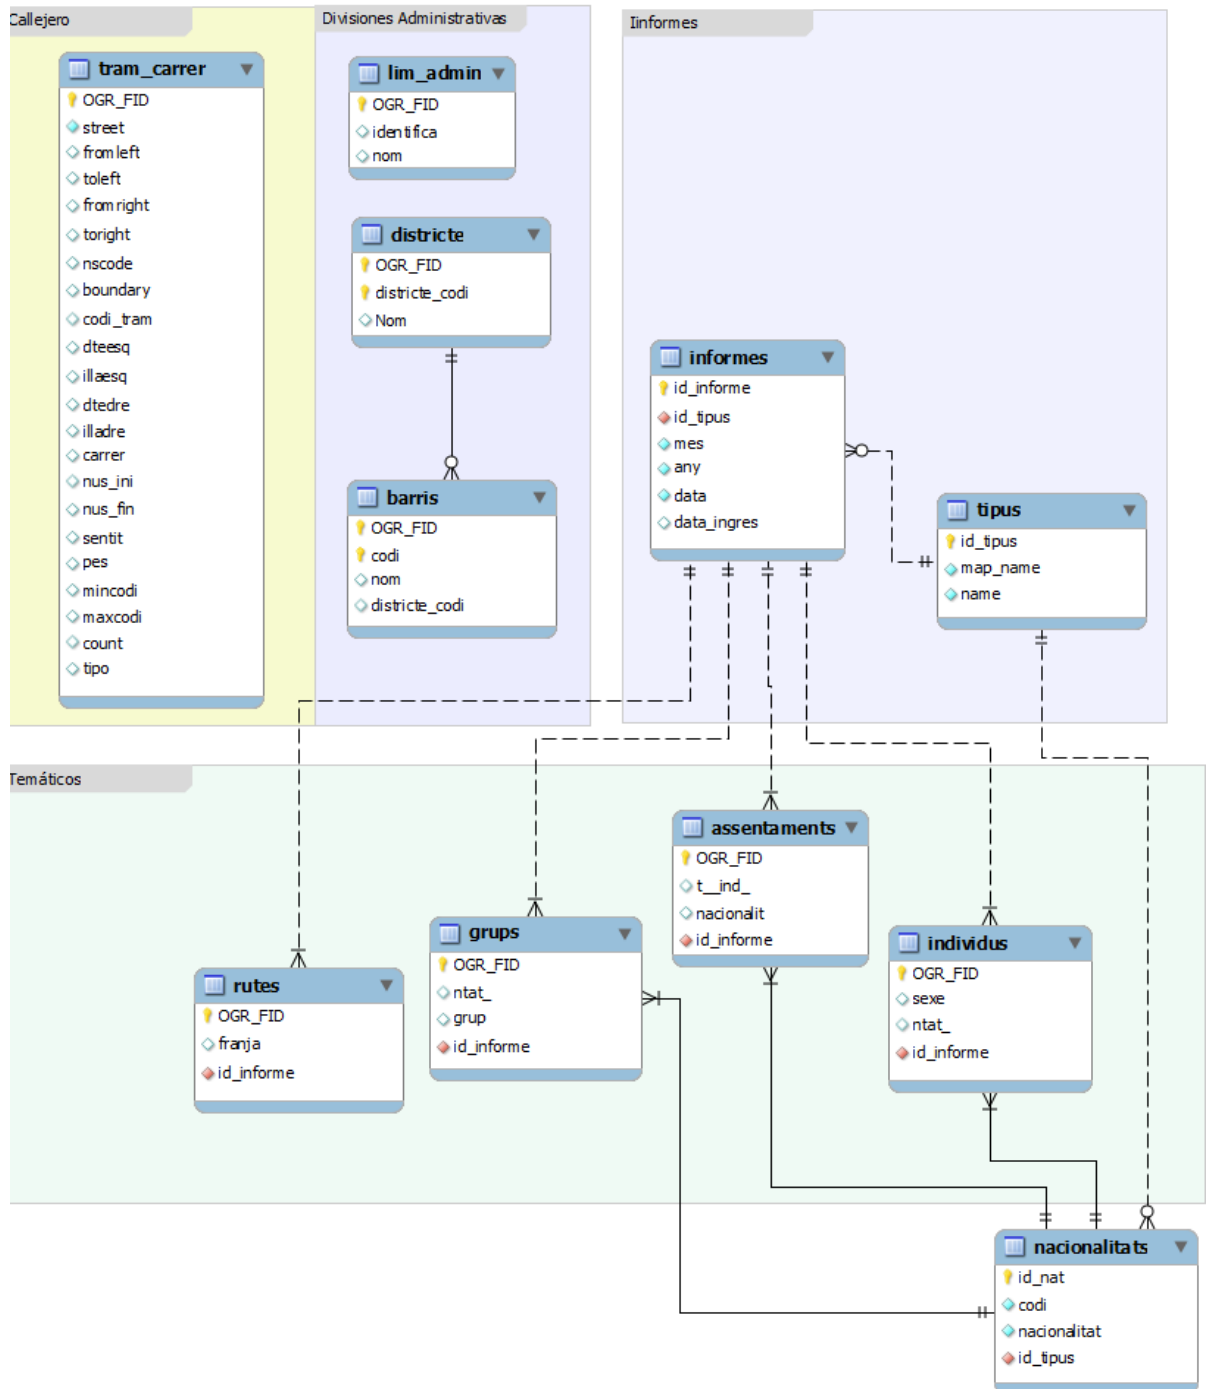 Callejero
tram_carrer
OGR_FID
street
fromleft
toleft
fromright
toright
nscode
boundary
codi_tram
dteesq
illaesq
dtedre
illadre
carrer
nus_ini
nus_fin
sentit
pes
mincodi
maxcodi
count
tipo
Divisiones Administrativas
lim_admin
OGR_FID
identifica
nom
districte
OGR_FID
districte_codi
Nom
barris
OGR_FID
codi
nom
districte_codi
Iinformes
informes
id_informe
id_tipus
mes
any
data
data_ingres
tipus
id_tipus
map_name
name
Temáticos
rutes
OGR_FID
franja
id_informe
grups
OGR_FID
ntat_
grup
id_informe
assentaments
OGR_FID
t__ind_
nacionalit
id_informe
individus
OGR_FID
sexe
ntat_
id_informe
nacionalitats
id_nat
codi
nacionalitat
id_tipus